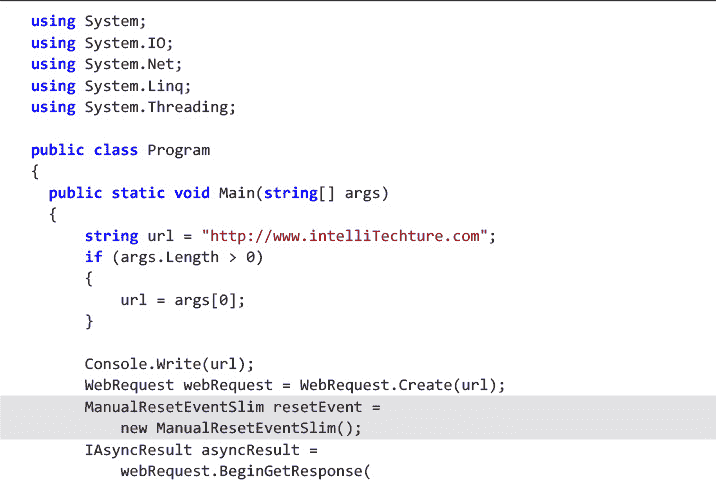 using System;
using System.IO;
using System.Net;
using System.Linq;
using System.Threading;
public class Program
{
public static void Main(string[] args)
{
string url = "http://www.intelliTechture.com";
if (args.Length > 0)
{
url = args[0];
}
Console.Write(url);
WebRequest webRequest = WebRequest.Create(url);
ManualResetEventSlim resetEvent =
new ManualResetEventSlim();
IAsyncResult asyncResult =
webRequest.BeginGetResponse(